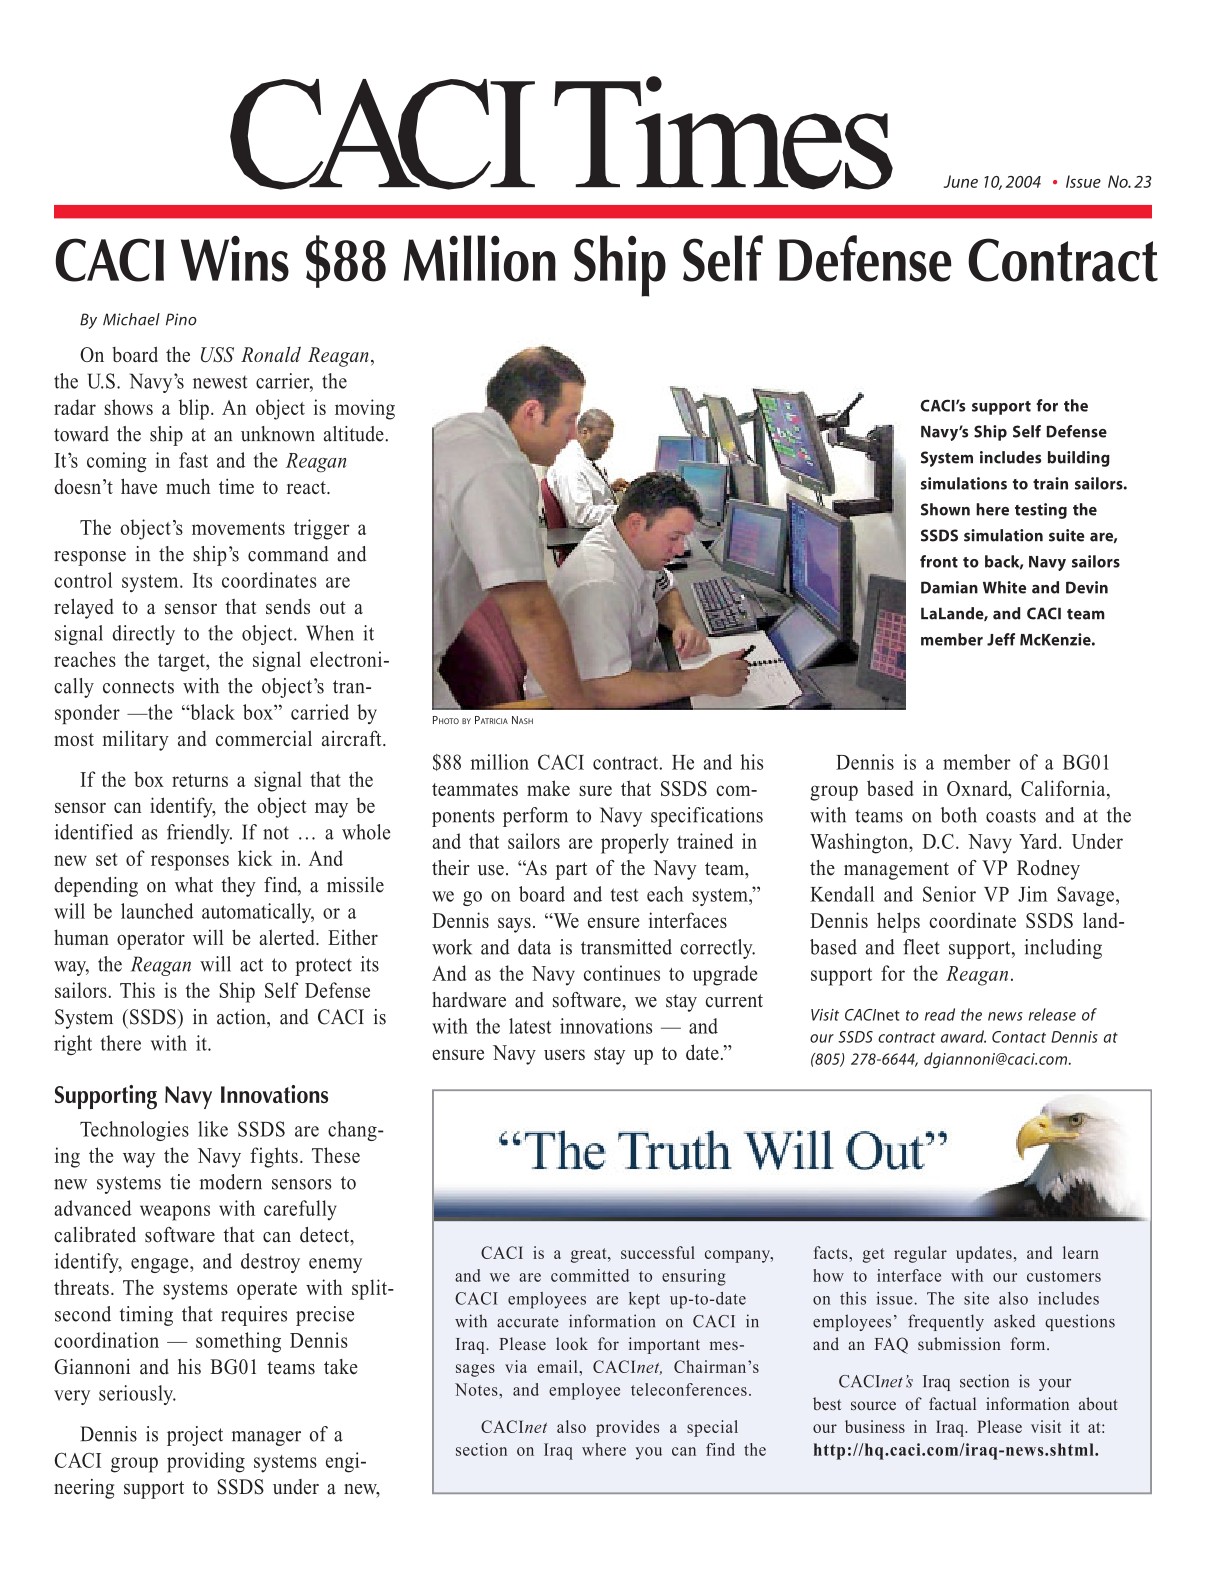 CACI Times
June 10, 2004 • Issue No. 23
CACI Wins $88 Million Ship Self Defense Contract
By Michael Pino
On board the USS Ronald Reagan,
the U.S. Navy’s newest carrier, the
radar shows a blip. An object is moving
toward the ship at an unknown altitude.
It’s coming in fast and the Reagan
doesn’t have much time to react.
The object’s movements trigger a
response in the ship’s command and
control system. Its coordinates are
relayed to a sensor that sends out a
signal directly to the object. When it
reaches the target, the signal electroni-
cally connects with the object’s tran-
sponder —the “black box” carried by
most military and commercial aircraft.
If the box returns a signal that the
sensor can identify, the object may be
identified as friendly. If not … a whole
new set of responses kick in. And
depending on what they find, a missile
will be launched automatically, or a
human operator will be alerted. Either
way, the Reagan will act to protect its
sailors. This is the Ship Self Defense
System (SSDS) in action, and CACI is
right there with it.
Supporting Navy Innovations
Technologies like SSDS are chang-
ing the way the Navy fights. These
new systems tie modern sensors to
advanced weapons with carefully
calibrated software that can detect,
identify, engage, and destroy enemy
threats. The systems operate with split-
second timing that requires precise
coordination — something Dennis
Giannoni and his BG01 teams take
very seriously.
Dennis is project manager of a
CACI group providing systems engi-
neering support to SSDS under a new,
CACI’s support for the
Navy’s Ship Self Defense
System includes building
simulations to train sailors.
Shown here testing the
SSDS simulation suite are,
front to back, Navy sailors
Damian White and Devin
LaLande, and CACI team
member Jeff McKenzie.
PHOTO BY PATRICIA NASH
$88 million CACI contract. He and his
teammates make sure that SSDS com-
ponents perform to Navy specifications
and that sailors are properly trained in
their use. “As part of the Navy team,
we go on board and test each system,”
Dennis says. “We ensure interfaces
work and data is transmitted correctly.
And as the Navy continues to upgrade
hardware and software, we stay current
with the latest innovations — and
ensure Navy users stay up to date.”
Dennis is a member of a BG01
group based in Oxnard, California,
with teams on both coasts and at the
Washington, D.C. Navy Yard. Under
the management of VP Rodney
Kendall and Senior VP Jim Savage,
Dennis helps coordinate SSDS land-
based and fleet support, including
support for the Reagan.
Visit CACInet to read the news release of
our SSDS contract award. Contact Dennis at
(805) 278-6644, dgiannoni@caci.com.
“The Truth Will Out”
CACI is a great, successful company,
and we are committed to ensuring
CACI employees are kept up-to-date
with accurate information on CACI in
Iraq. Please look for important mes-
sages via email, CACInet, Chairman’s
Notes, and employee teleconferences.
CACInet also provides a special
section on Iraq where you can find the
facts, get regular updates, and learn
how to interface with our customers
on this issue. The site also includes
employees’ frequently asked questions
and an FAQ submission form.
CACInet’s Iraq section is your
best source of factual information about
our business in Iraq. Please visit it at:
http://hq.caci.com/iraq-news.shtml.